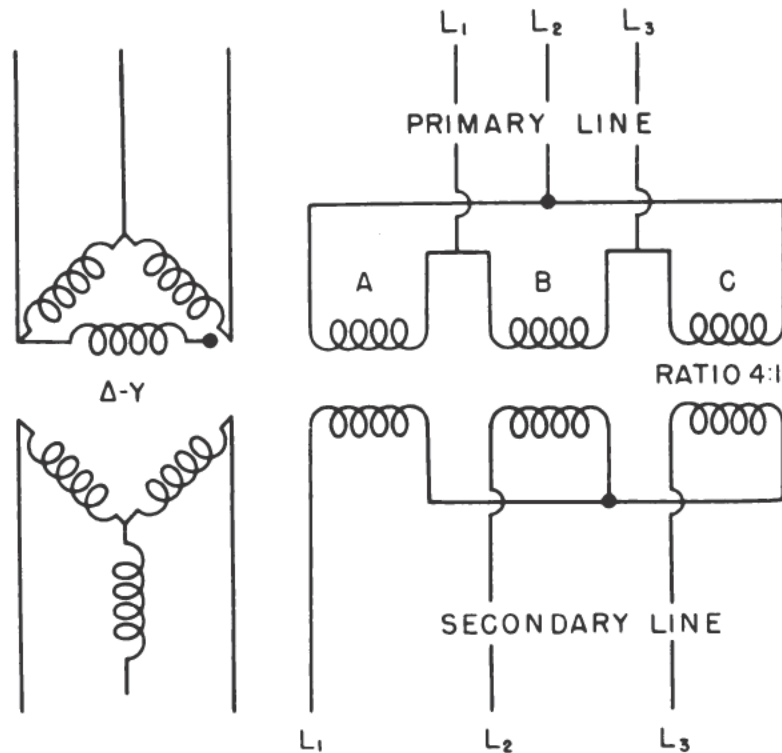 L₁ L₂ L₃
PRIMARY LINE
A B C
RATIO 4:1
Δ-Y
SECONDARY LINE
L₁ L₂ L₃